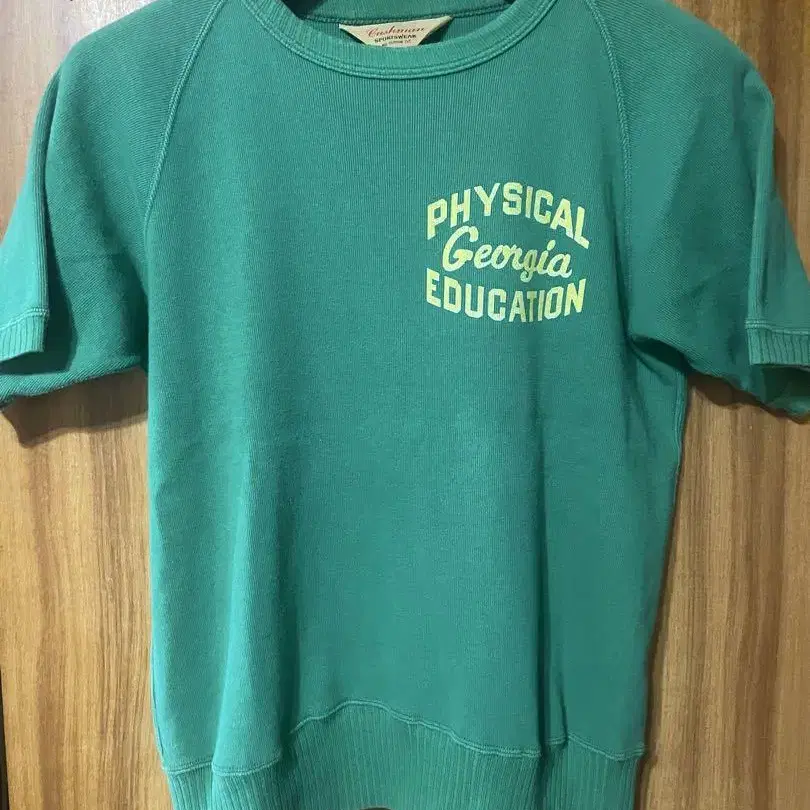 Cushman
SPORTSWEAR
PHYSICAL
Georgia
EDUCATION